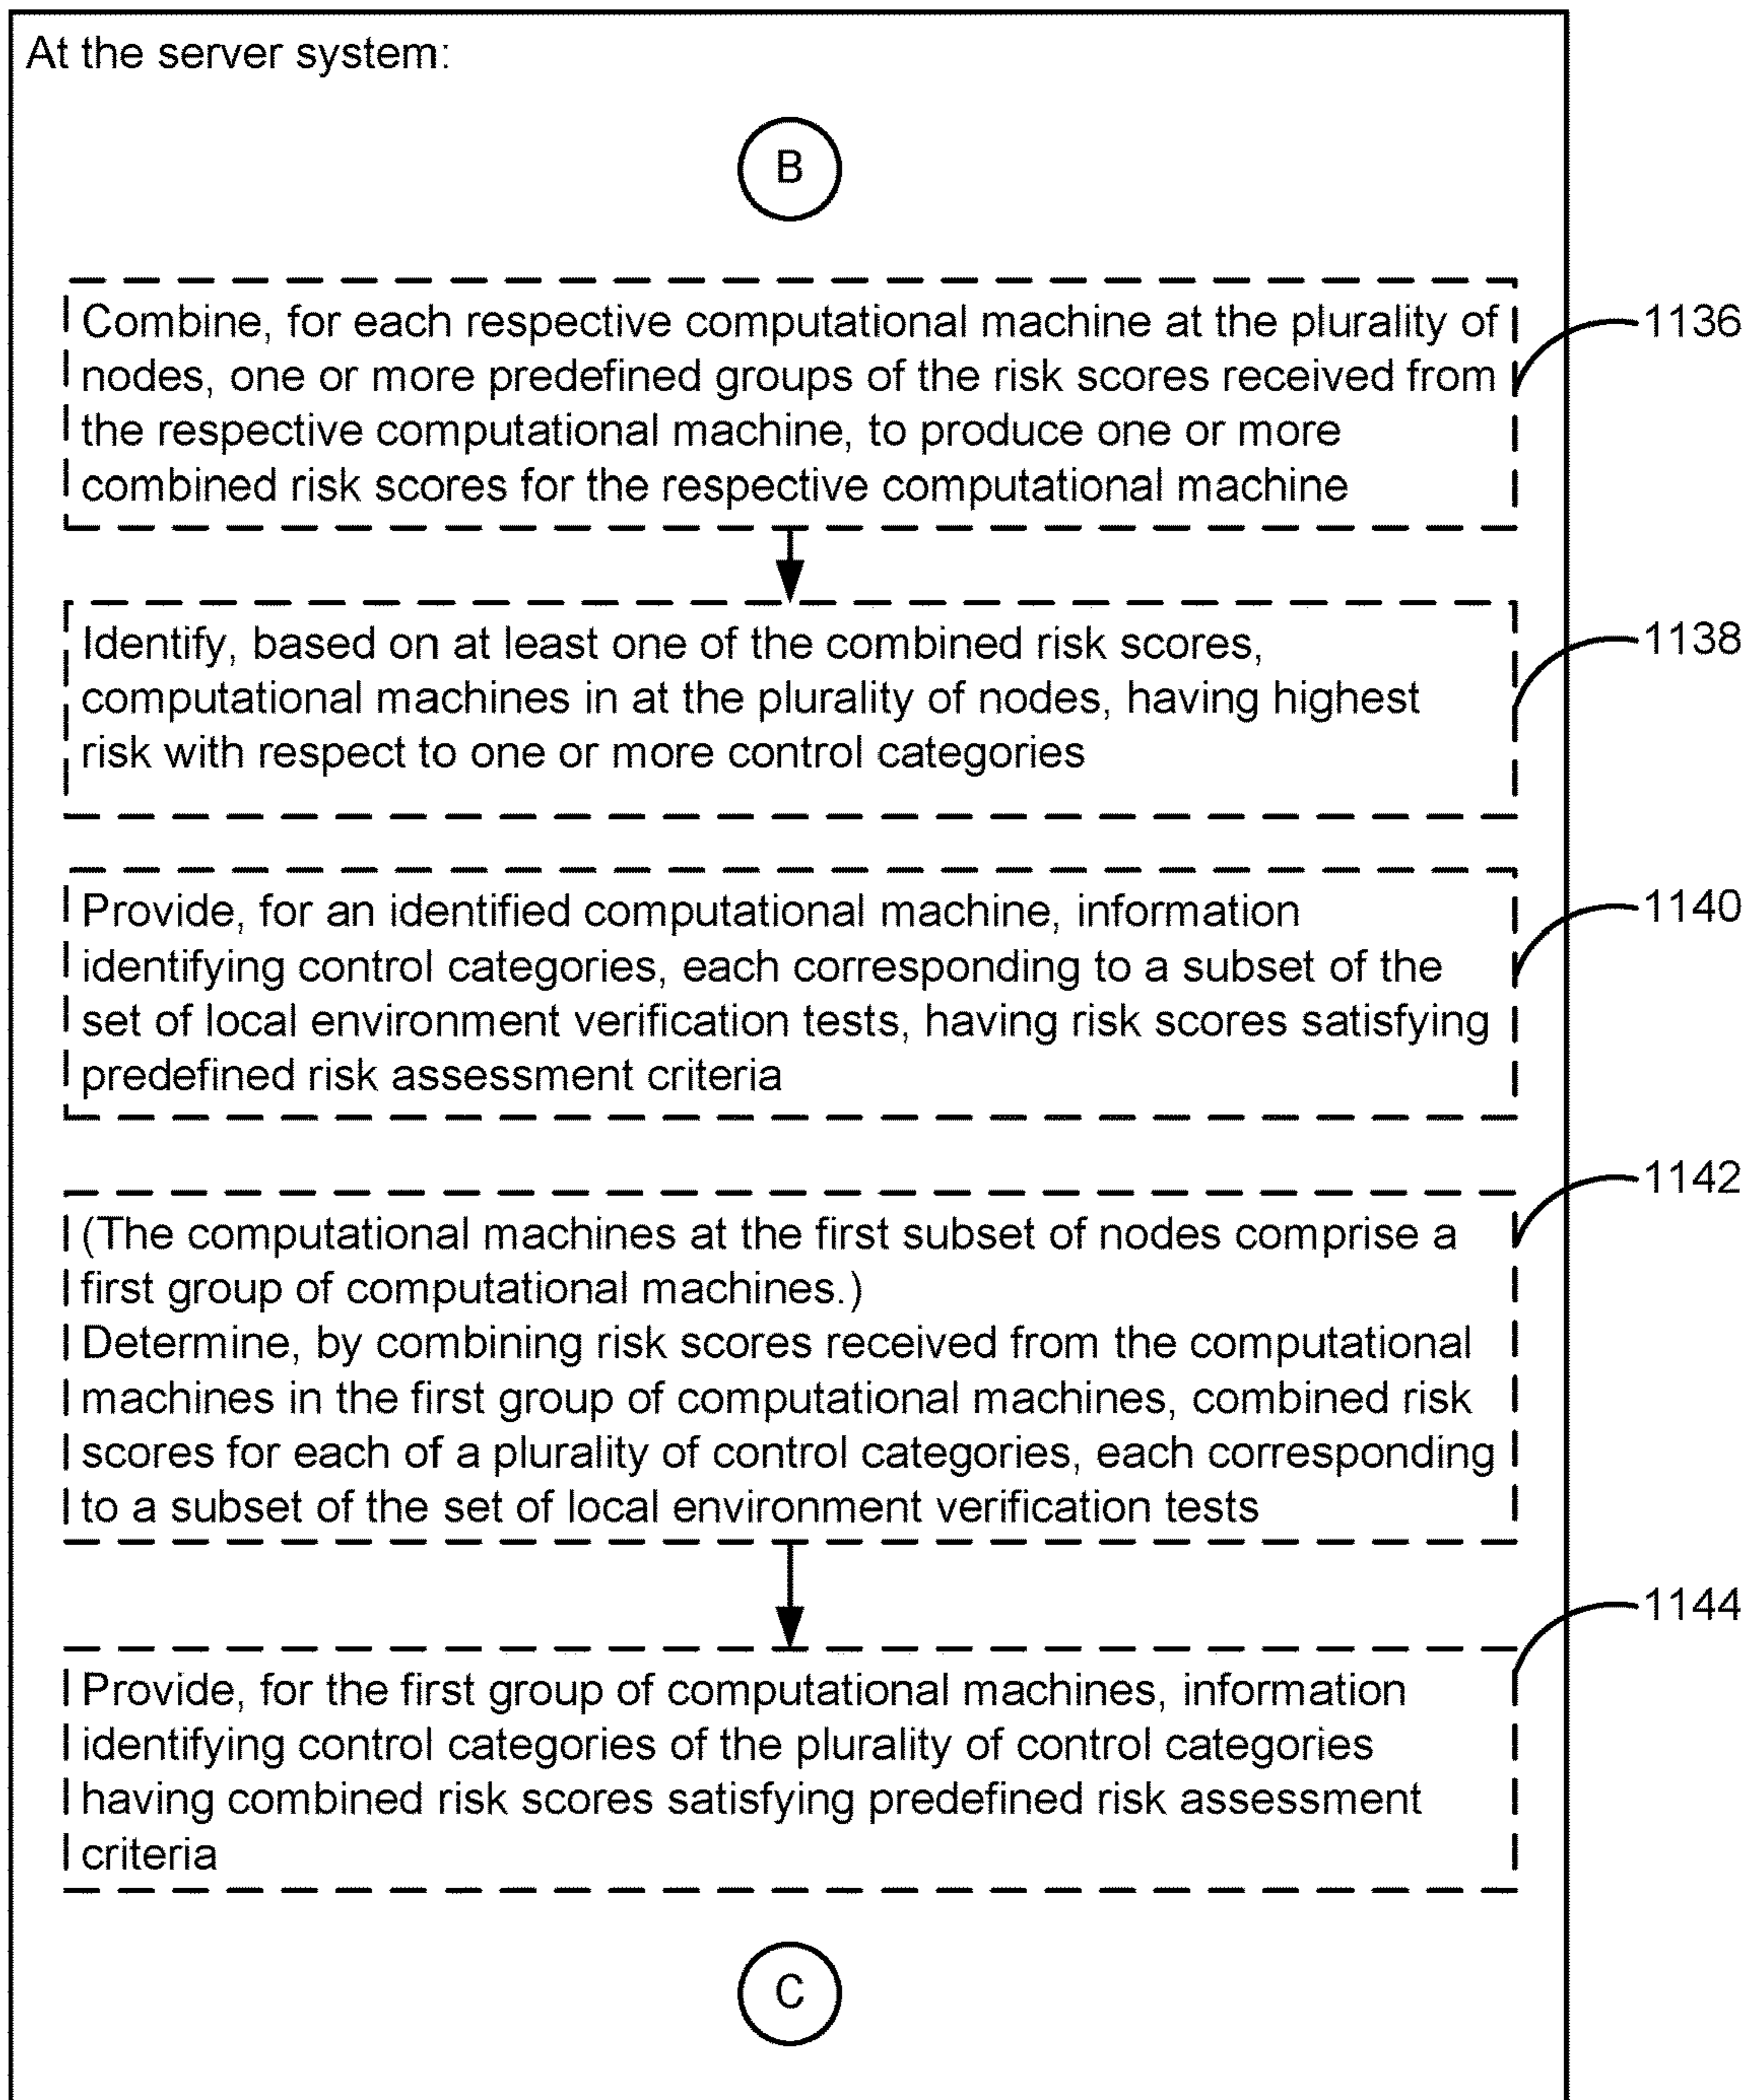 At the server system:
B
Combine, for each respective computational machine at the plurality of
nodes, one or more predefined groups of the risk scores received from
the respective computational machine, to produce one or more
combined risk scores for the respective computational machine
1136
Identify, based on at least one of the combined risk scores,
computational machines in at the plurality of nodes, having highest
risk with respect to one or more control categories
1138
Provide, for an identified computational machine, information
identifying control categories, each corresponding to a subset of the
set of local environment verification tests, having risk scores satisfying
predefined risk assessment criteria
1140
(The computational machines at the first subset of nodes comprise a
first group of computational machines.)
Determine, by combining risk scores received from the computational
machines in the first group of computational machines, combined risk
scores for each of a plurality of control categories, each corresponding
to a subset of the set of local environment verification tests
1142
Provide, for the first group of computational machines, information
identifying control categories of the plurality of control categories
having combined risk scores satisfying predefined risk assessment
criteria
1144
C